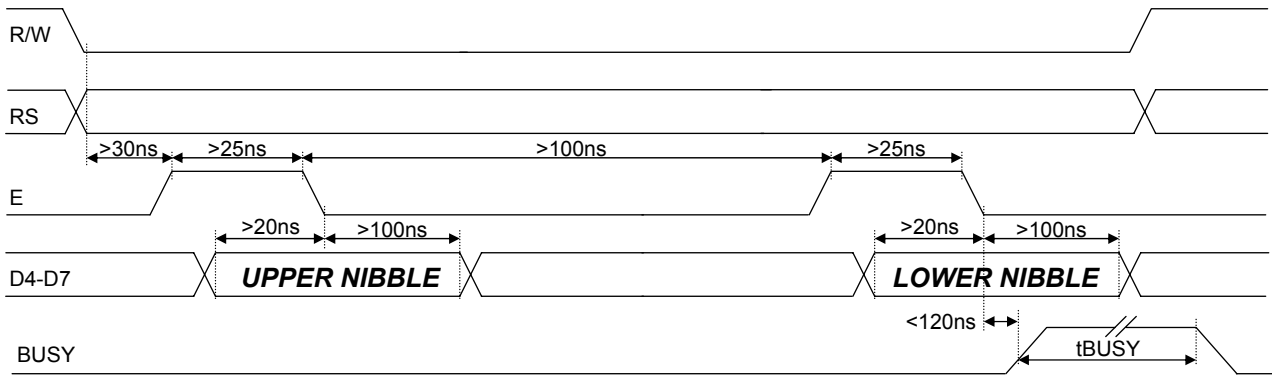 R/W
RS
>30ns >25ns >100ns >25ns
E
>20ns >100ns >20ns >100ns
D4-D7 UPPER NIBBLE LOWER NIBBLE
<120ns
BUSY tBUSY